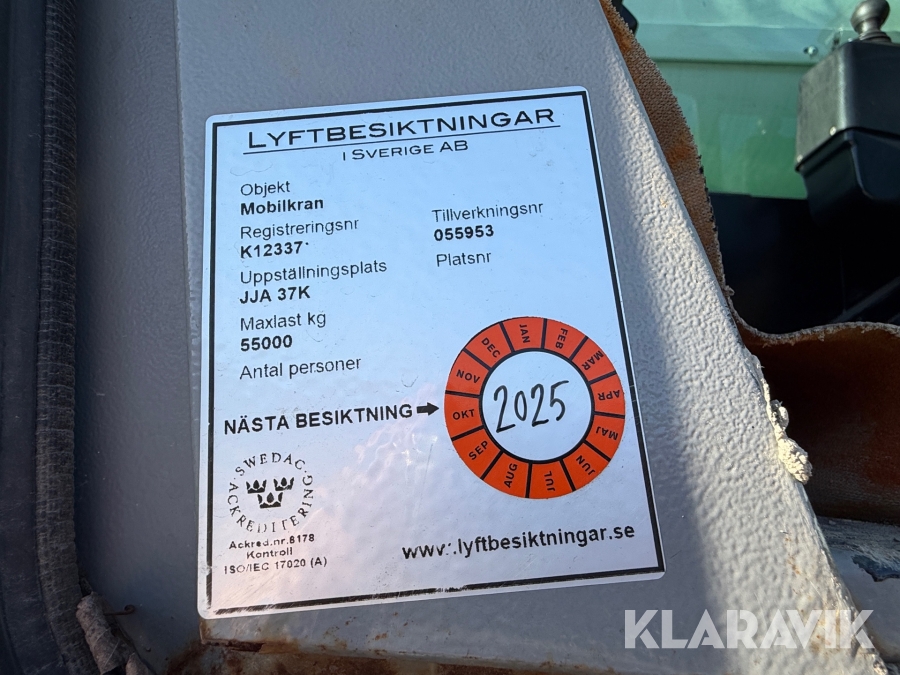 LYFTBESIKTNINGAR
I SVERIGE AB
Objekt
Mobilkran
Registreringsnr
K12337
Tillverkningsnr
055953
Uppställningsplats
JJA 37K
Platsnr
Maxlast kg
55000
Antal personer
NÄSTA BESIKTNING
JAN FEB MAR APR MAJ JUN JUL AUG SEP OKT NOV DEC
2025
SWEDAC
ACKREDITERING
Ackred.nr.8178
Kontroll
ISO/IEC 17020 (A)
www.lyftbesiktningar.se
KLARAVIK